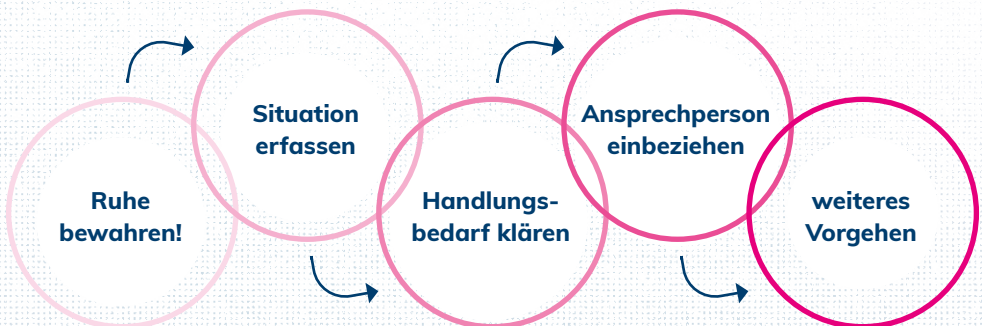 Ruhe
bewahren!
Situation
erfassen
Handlungs-
bedarf klären
Ansprechperson
einbeziehen
weiteres
Vorgehen